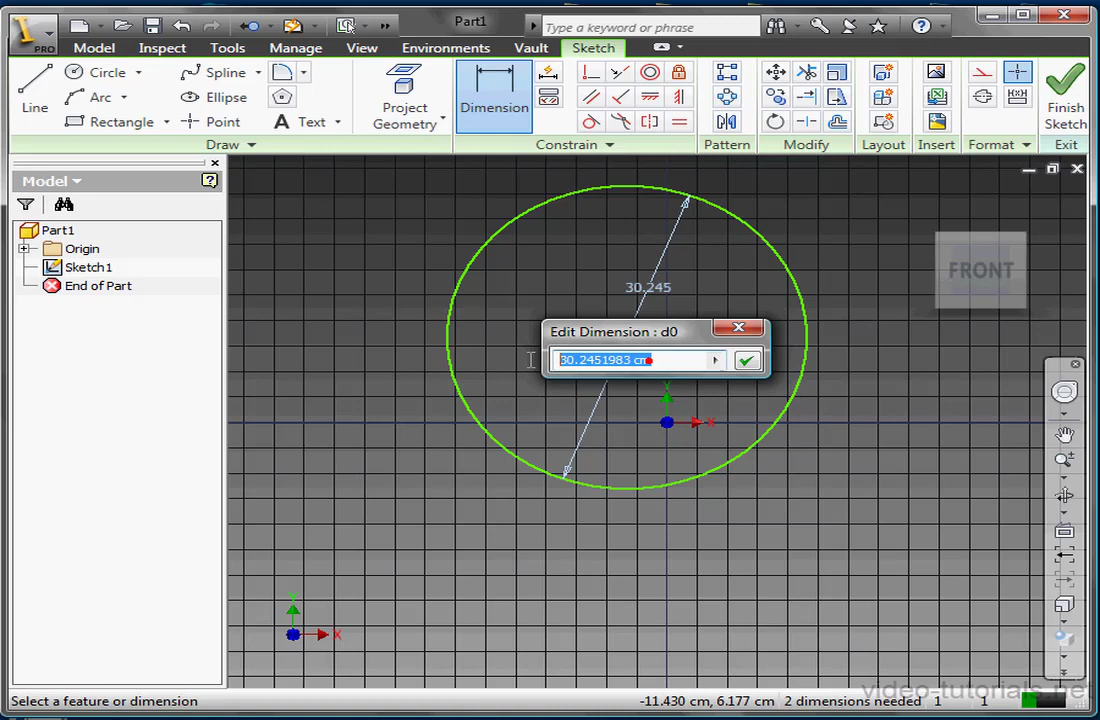 Part1
Type a keyword or phrase
PRO
Model Inspect Tools Manage View Environments Vault Sketch
Line
Circle
Arc
Rectangle
Spline
Ellipse
Point
Text
Project
Geometry
Dimension
Finish
Sketch
Draw
Constrain
Pattern
Modify
Layout
Insert
Format
Exit
Model
Part1
Origin
Sketch1
End of Part
30.245
FRONT
Edit Dimension : d0
30.2451983 cm
Y
X
Y
X
Select a feature or dimension
-11.430 cm, 6.177 cm
2 dimensions needed
1
1
video-tutorials.net